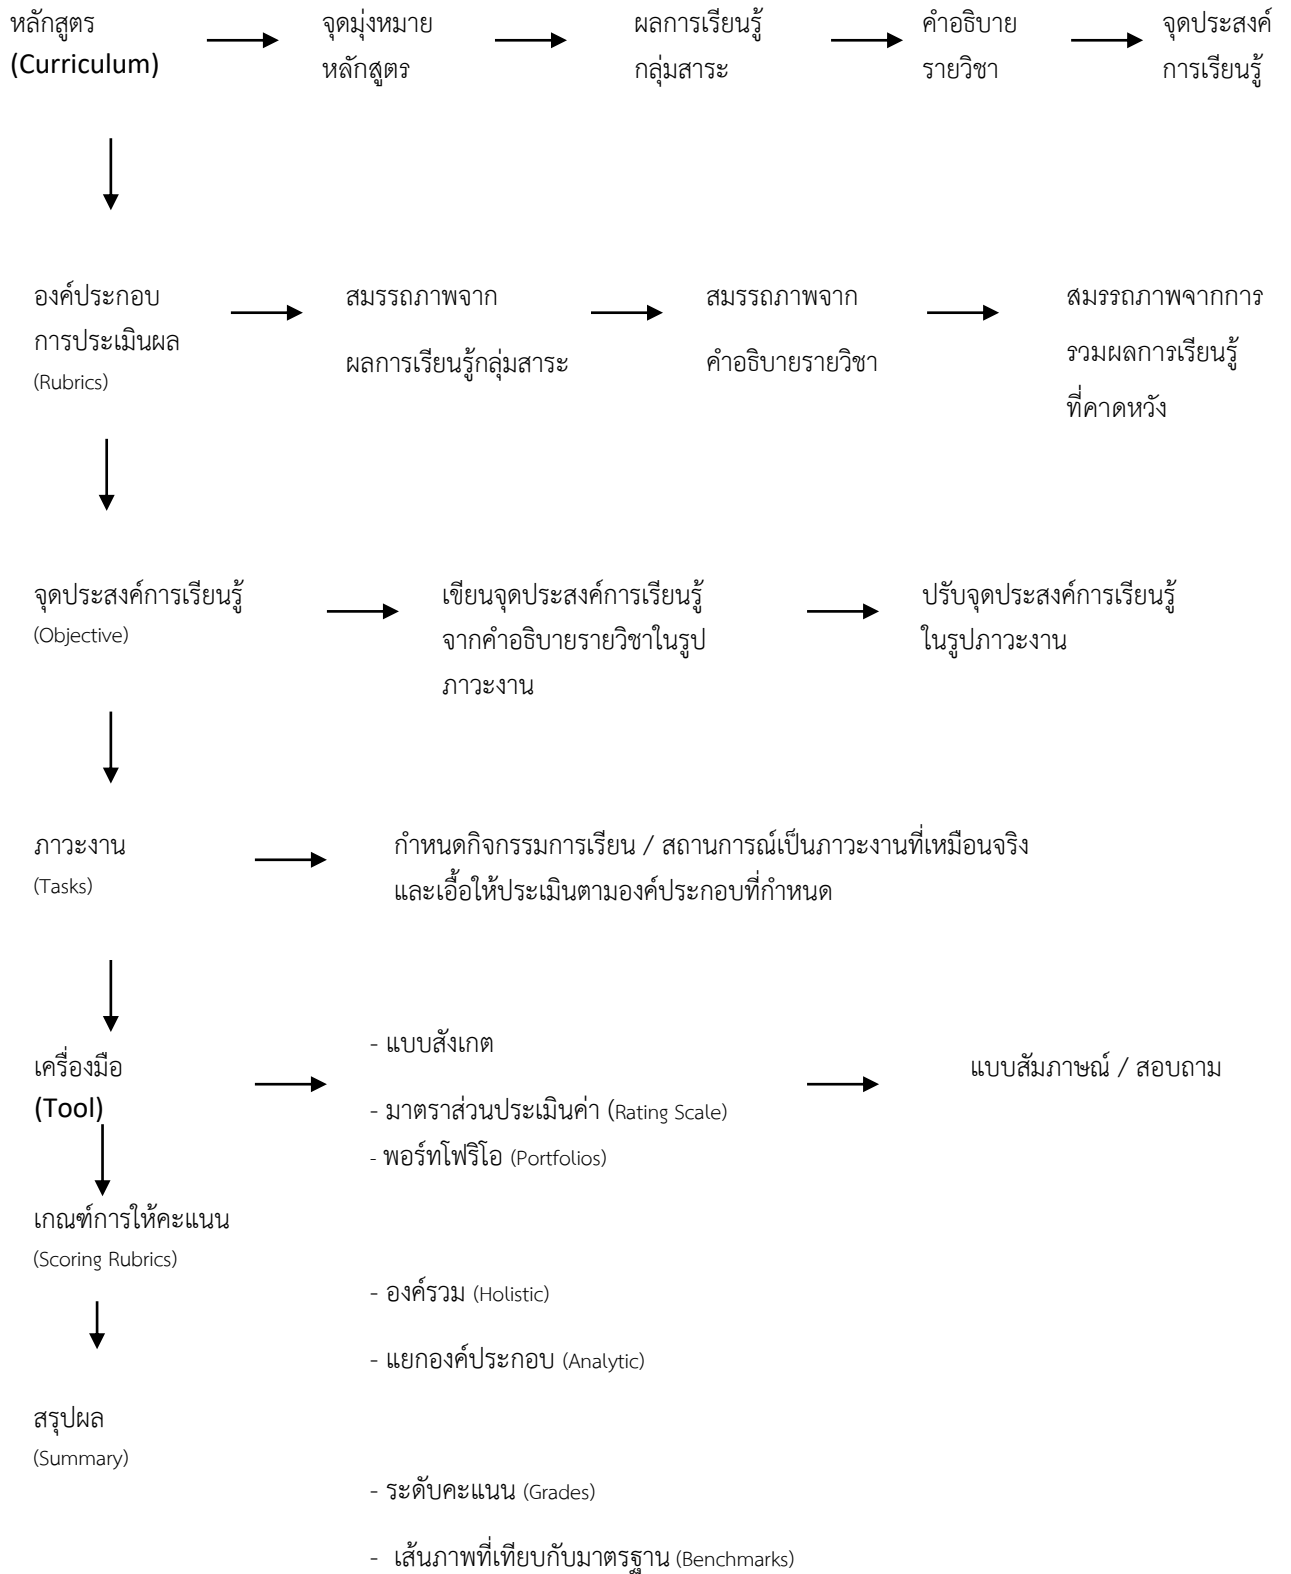 หลักสูตร
(Curriculum)
จุดมุ่งหมาย
หลักสูตร
ผลการเรียนรู้
กลุ่มสาระ
คำอธิบาย
รายวิชา
จุดประสงค์
การเรียนรู้
องค์ประกอบ
การประเมินผล
(Rubrics)
สมรรถภาพจาก
ผลการเรียนรู้กลุ่มสาระ
สมรรถภาพจาก
คำอธิบายรายวิชา
สมรรถภาพจากการ
รวมผลการเรียนรู้
ที่คาดหวัง
จุดประสงค์การเรียนรู้
(Objective)
เขียนจุดประสงค์การเรียนรู้
จากคำอธิบายรายวิชาในรูป
ภาวะงาน
ปรับจุดประสงค์การเรียนรู้
ในรูปภาวะงาน
ภาวะงาน
(Tasks)
กำหนดกิจกรรมการเรียน / สถานการณ์เป็นภาวะงานที่เหมือนจริง
และเอื้อให้ประเมินตามองค์ประกอบที่กำหนด
เครื่องมือ
(Tool)
- แบบสังเกต
- มาตราส่วนประเมินค่า (Rating Scale)
- พอร์ทโฟริโอ (Portfolios)
แบบสัมภาษณ์ / สอบถาม
เกณฑ์การให้คะแนน
(Scoring Rubrics)
- องค์รวม (Holistic)
- แยกองค์ประกอบ (Analytic)
สรุปผล
(Summary)
- ระดับคะแนน (Grades)
- เส้นภาพที่เทียบกับมาตรฐาน (Benchmarks)